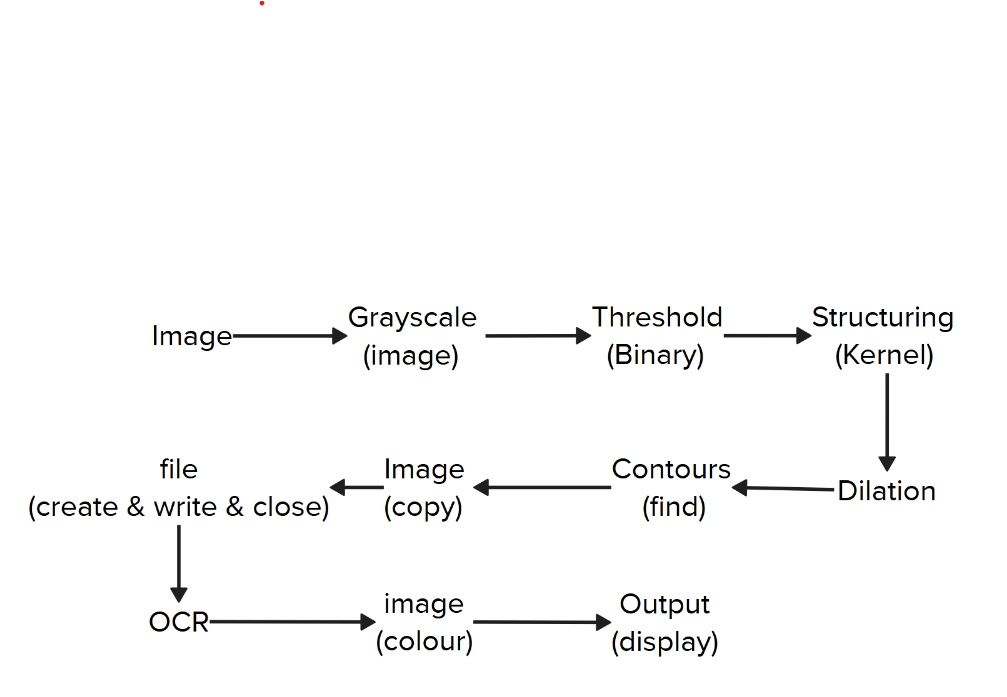 Image
Grayscale
(image)
Threshold
(Binary)
Structuring
(Kernel)
Dilation
Contours
(find)
Image
(copy)
file
(create & write & close)
OCR
image
(colour)
Output
(display)